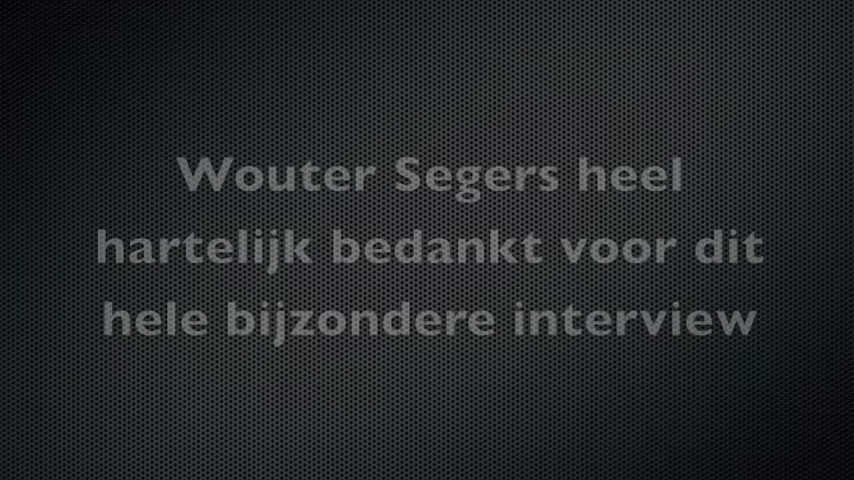 Wouter Segers heel
hartelijk bedankt voor dit
hele bijzondere interview